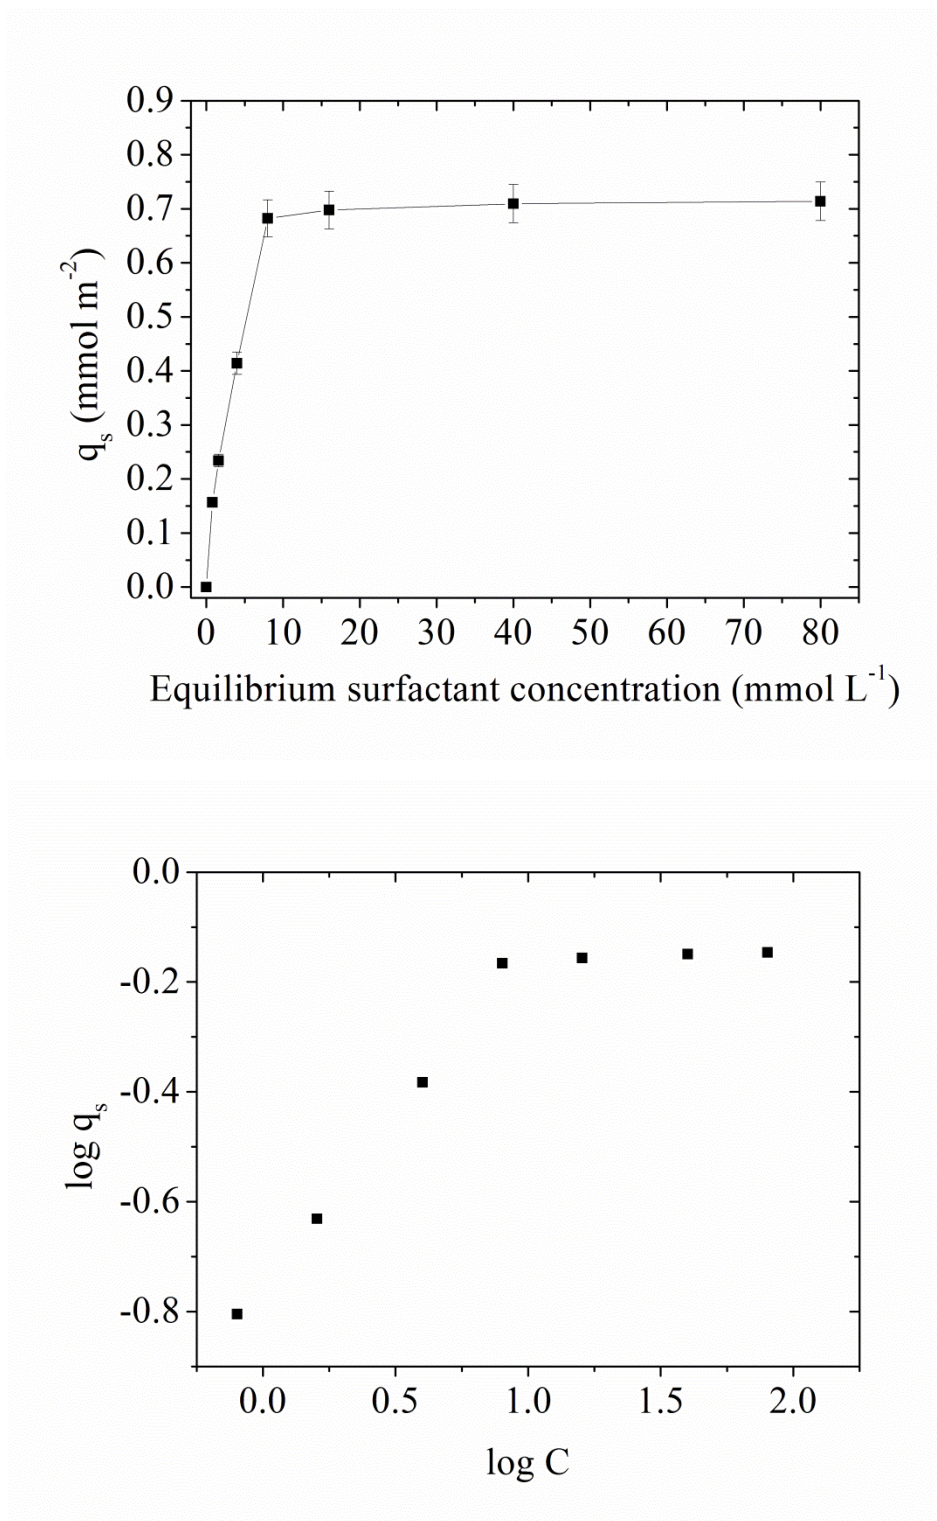 0.9
0.8
0.7
0.6
0.5
0.4
0.3
0.2
0.1
0.0
q_s (mmol m^-2)
0 10 20 30 40 50 60 70 80
Equilibrium surfactant concentration (mmol L^-1)
0.0
-0.2
-0.4
-0.6
-0.8
log q_s
0.0 0.5 1.0 1.5 2.0
log C